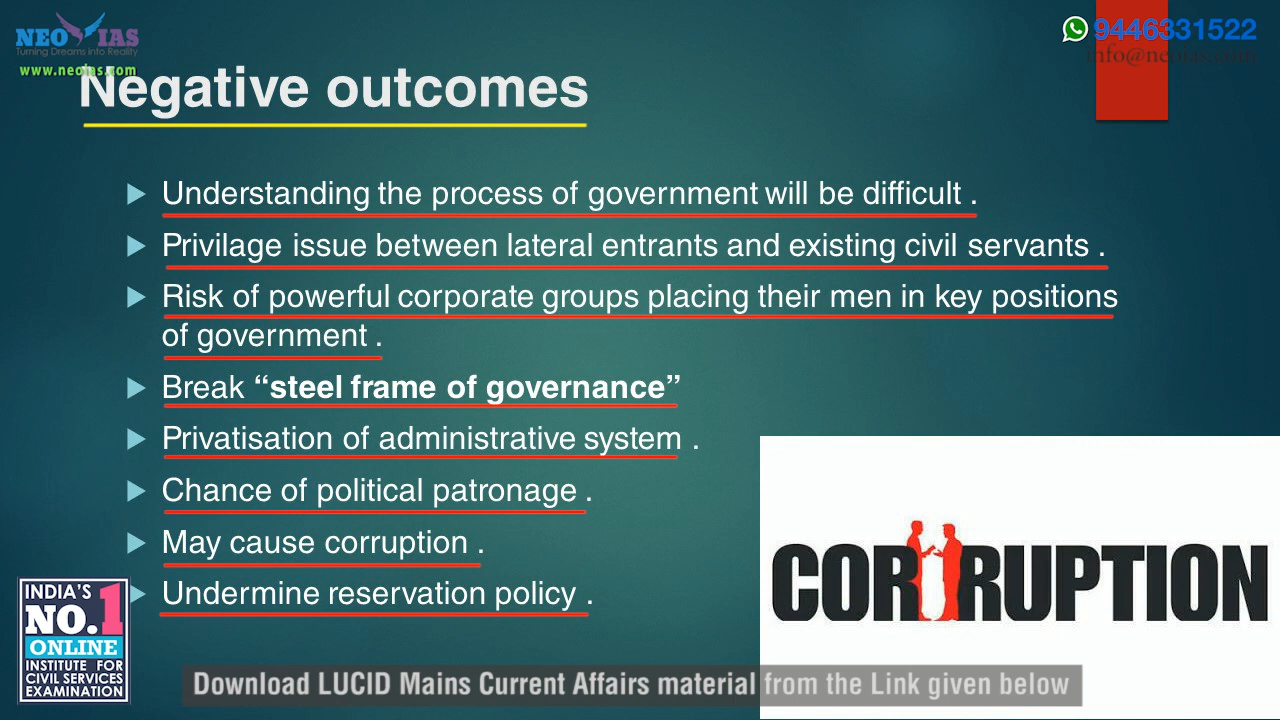 NEO IAS
Turning Dreams into Reality
www.neoias.com
9446331522
info@neoias.com
Negative outcomes
Understanding the process of government will be difficult .
Privilage issue between lateral entrants and existing civil servants .
Risk of powerful corporate groups placing their men in key positions
of government .
Break “steel frame of governance”
Privatisation of administrative system .
Chance of political patronage .
May cause corruption .
Undermine reservation policy .
CORRUPTION
INDIA'S
NO.1
ONLINE
INSTITUTE FOR
CIVIL SERVICES
EXAMINATION
Download LUCID Mains Current Affairs material from the Link given below